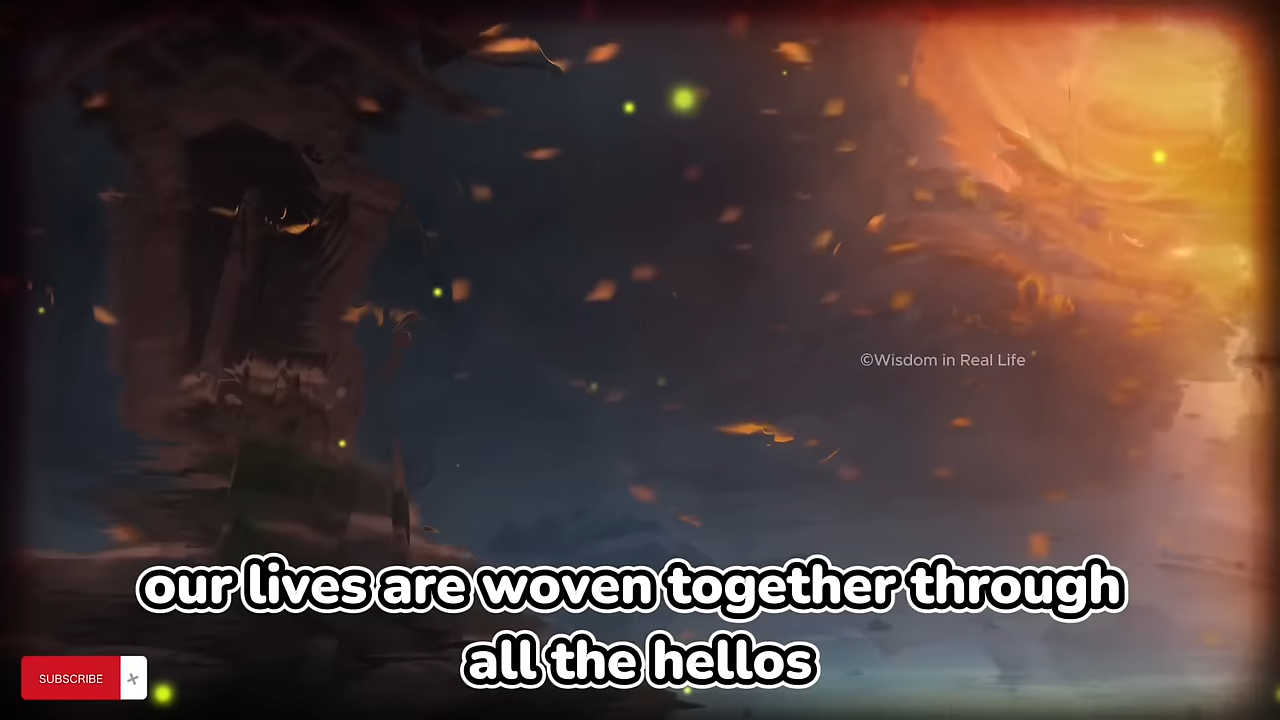 ©Wisdom in Real Life
our lives are woven together through
all the hellos
SUBSCRIBE